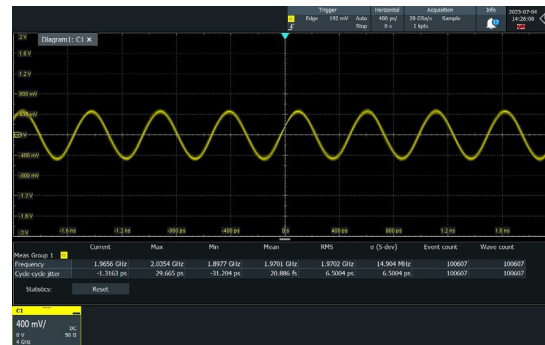 Trigger
Horizontal
Acquisition
Info
2023-07-04
Edge 192 mV Auto
400 ps/
20 GSa/s Sample
14:26:08
Stop
0 s
1 kpts
2 V
Diagram1: C1 ×
1.6 V
1.2 V
800 mV
0 V
-400 mV
-800 mV
-1.2 V
-1.6 V
-2 V
-1.6 ns
-1.2 ns
-800 ps
-400 ps
0 s
400 ps
800 ps
1.2 ns
1.6 ns
Meas Group 1 Current Max Min Mean RMS σ (S-dev) Event count Wave count
Frequency 1.9656 GHz 2.0354 GHz 1.8977 GHz 1.9701 GHz 1.9702 GHz 14.904 MHz 100607 100607
Cycle-cycle jitter -1.3163 ps 29.665 ps -31.204 ps 20.886 fs 6.5004 ps 6.5004 ps 100607 100607
Statistics: Reset
C1
400 mV/
DC
0 V
50 Ω
4 GHz